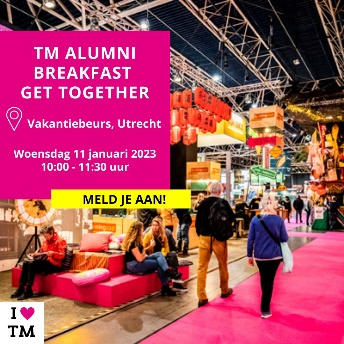 TM ALUMNI
BREAKFAST
GET TOGETHER
Vakantiebeurs, Utrecht
Woensdag 11 januari 2023
10:00 - 11:30 uur
MELD JE AAN!
I ♥
TM